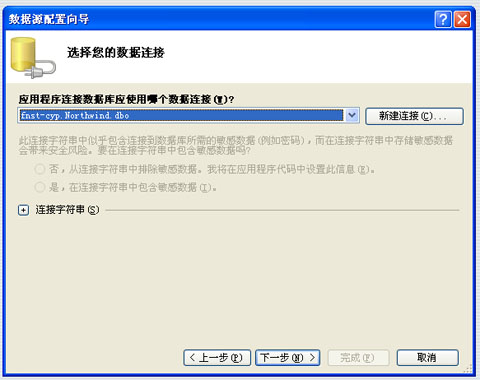 数据源配置向导
选择您的数据连接
应用程序连接数据库应使用哪个数据连接(W)?
fnst-cyp.Northwind.dbo
新建连接(C)...
此连接字符串中似乎包含连接到数据库所需的敏感数据(例如密码),而在连接字符串中存储敏感数据
会带来安全风险。要在连接字符串中包含敏感数据吗?
否,从连接字符串中排除敏感数据。我将在应用程序代码中设置此信息(E)。
是,在连接字符串中包含敏感数据(I)。
连接字符串(S)
< 上一步(P)
下一步(N) >
完成(F)
取消